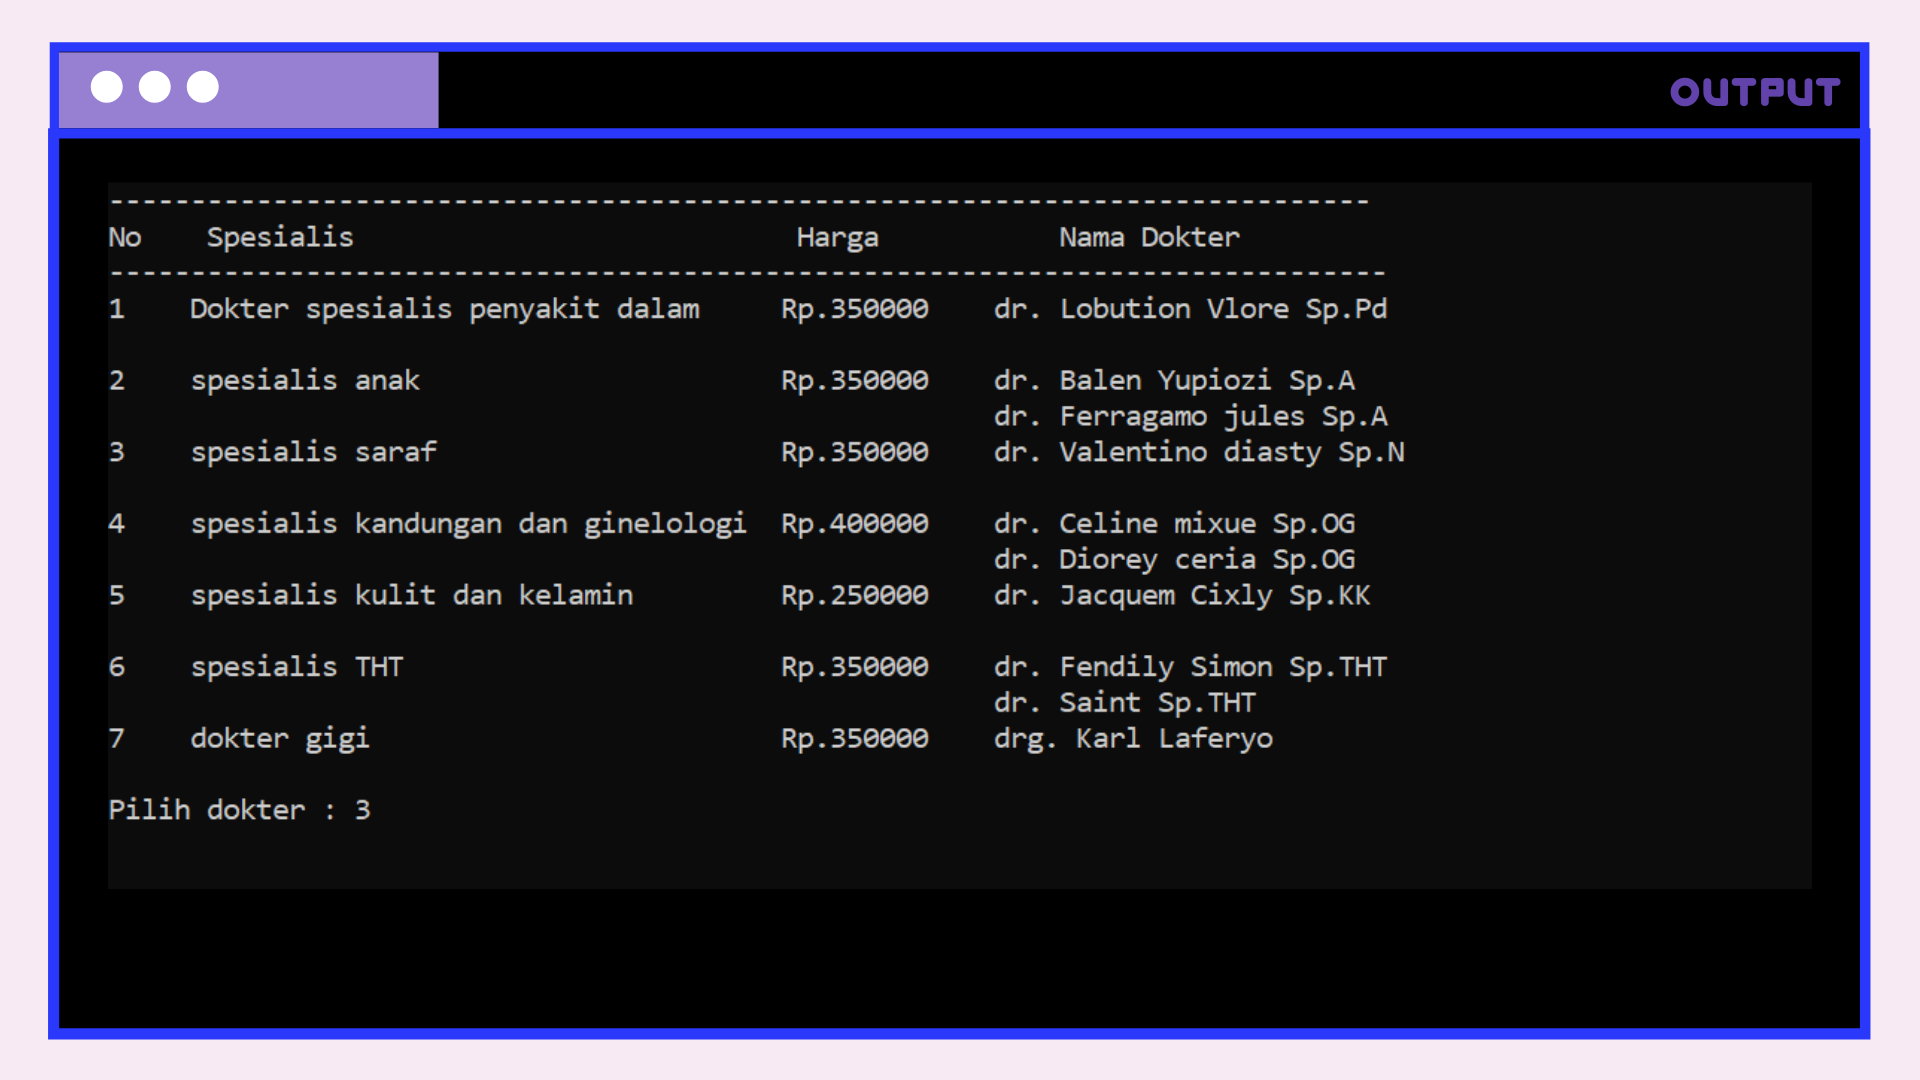 OUTPUT
-----------------------------------------------------------------------------
No    Spesialis                           Harga           Nama Dokter
------------------------------------------------------------------------------
1    Dokter spesialis penyakit dalam     Rp.350000    dr. Lobution Vlore Sp.Pd
2    spesialis anak                      Rp.350000    dr. Balen Yupiozi Sp.A
                                                      dr. Ferragamo jules Sp.A
3    spesialis saraf                     Rp.350000    dr. Valentino diasty Sp.N
4    spesialis kandungan dan ginelologi  Rp.400000    dr. Celine mixue Sp.OG
                                                      dr. Diorey ceria Sp.OG
5    spesialis kulit dan kelamin         Rp.250000    dr. Jacquem Cixly Sp.KK
6    spesialis THT                       Rp.350000    dr. Fendily Simon Sp.THT
                                                      dr. Saint Sp.THT
7    dokter gigi                         Rp.350000    drg. Karl Laferyo
Pilih dokter : 3